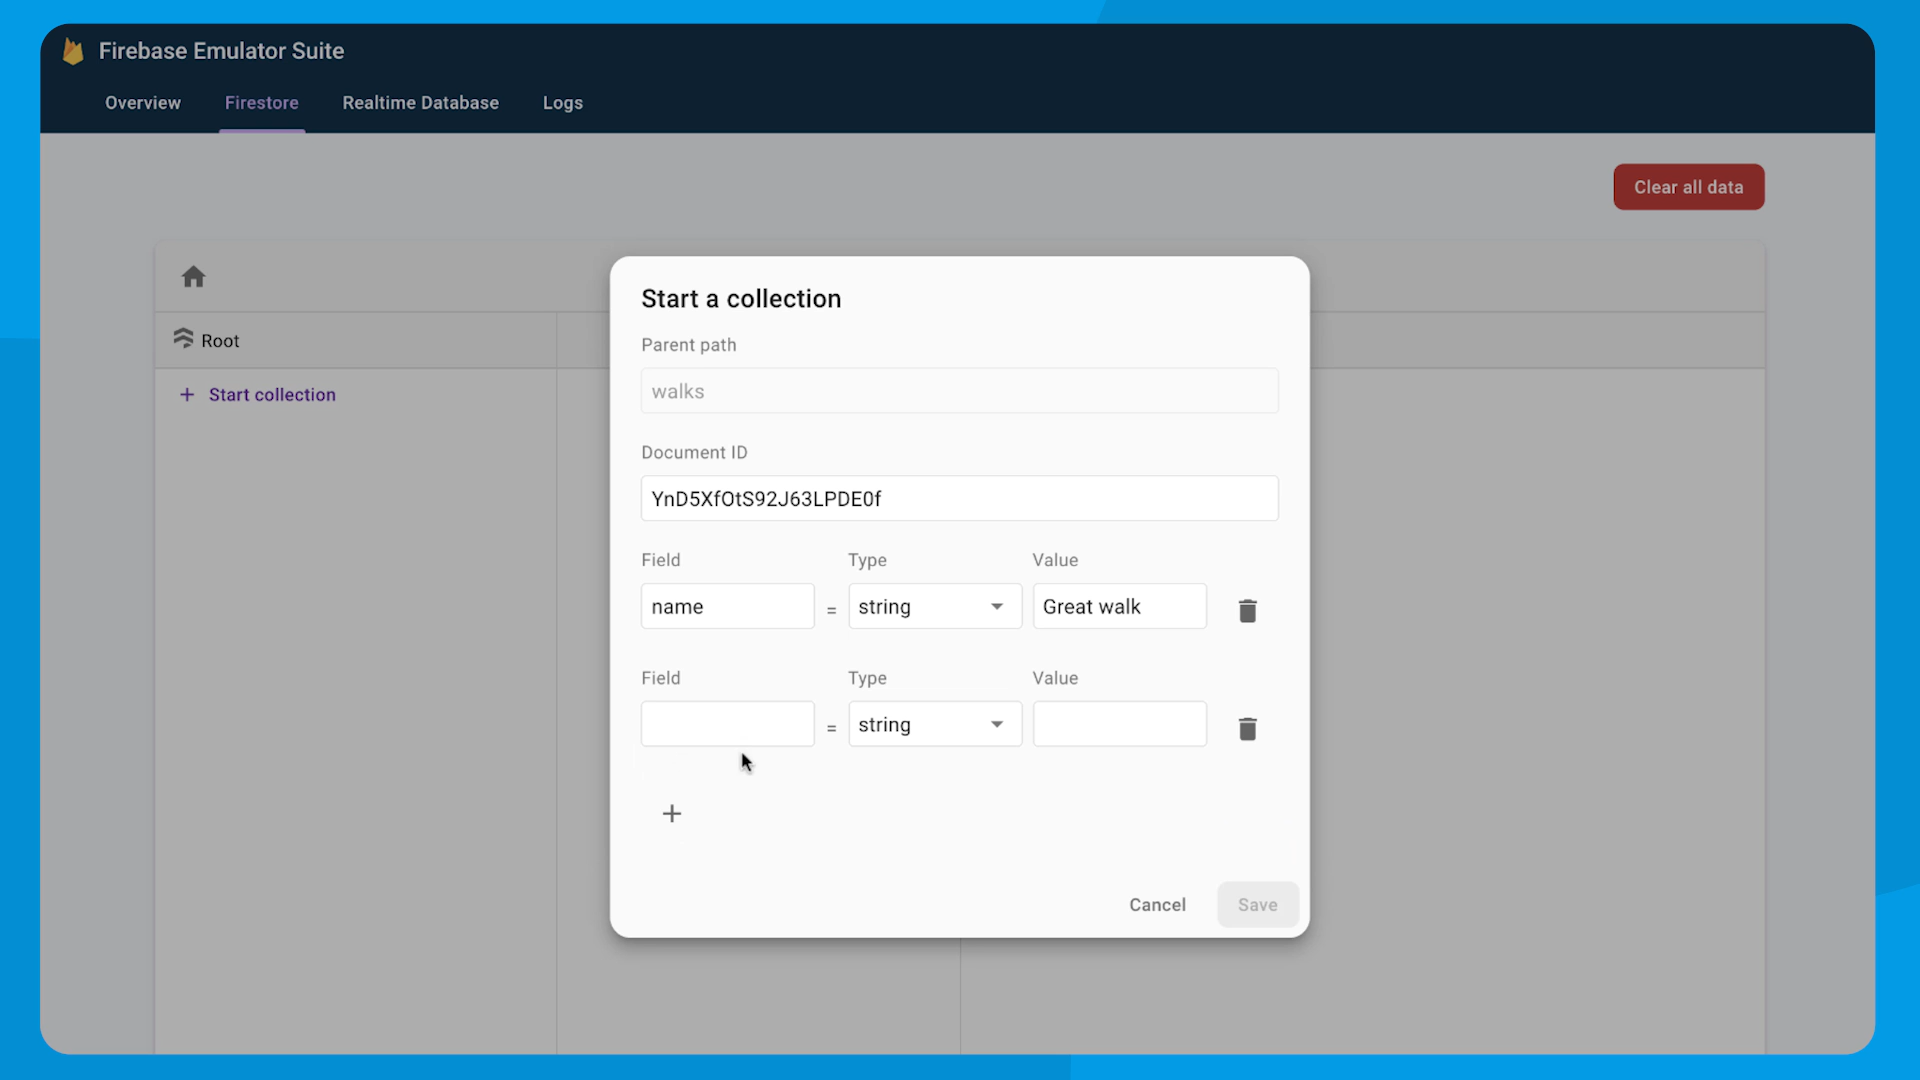 Firebase Emulator Suite
Overview Firestore Realtime Database Logs
Clear all data
Root
+ Start collection
Start a collection
Parent path
walks
Document ID
YnD5XfOtS92J63LPDE0f
Field Type Value
name = string Great walk
Field Type Value
= string
+
Cancel Save